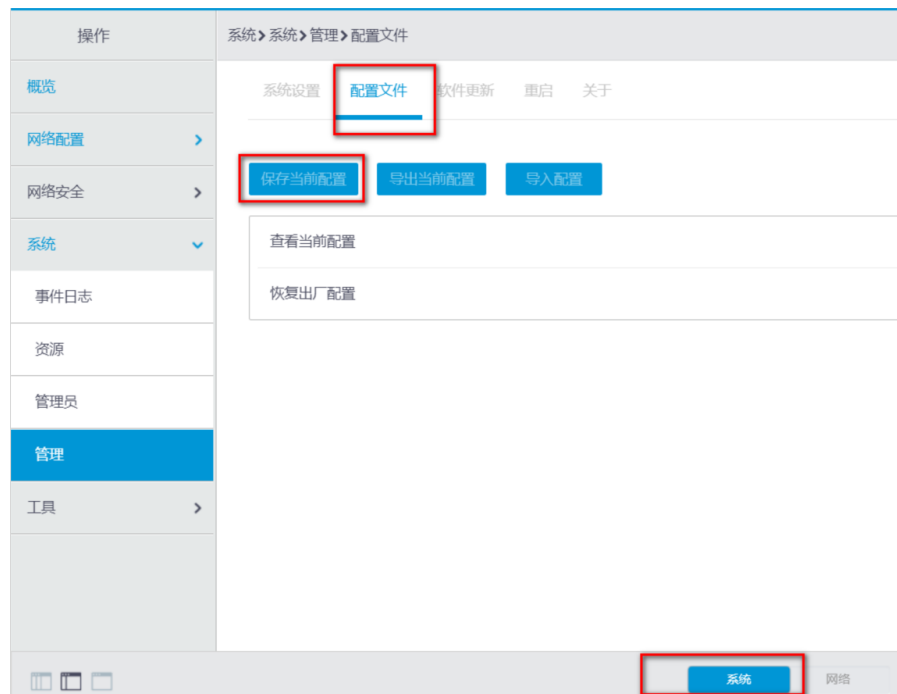 操作
系统>系统>管理>配置文件
概览
网络配置
网络安全
系统
事件日志
资源
管理员
管理
工具
系统设置 配置文件 软件更新 重启 关于
保存当前配置 导出当前配置 导入配置
查看当前配置
恢复出厂配置
系统 网络